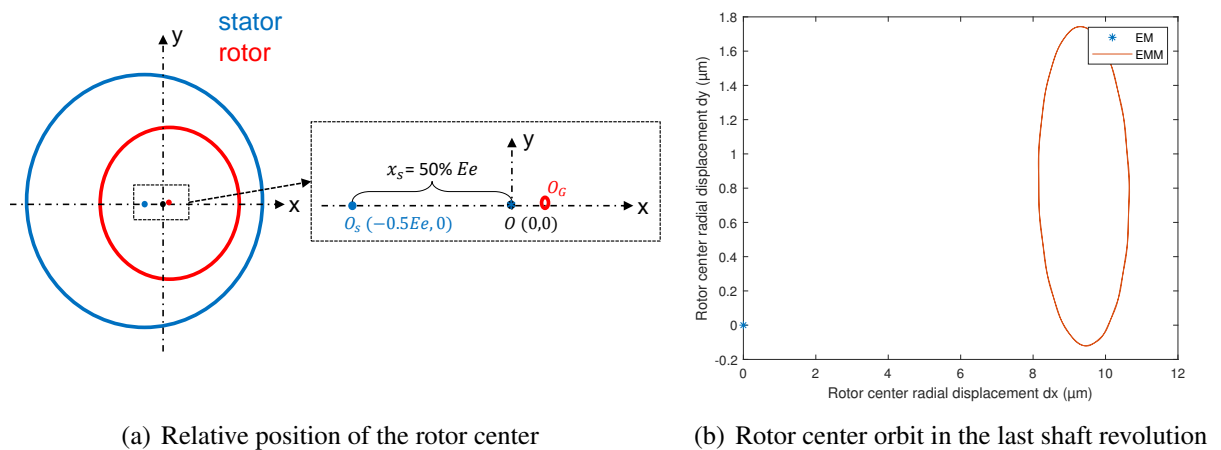 stator
rotor
y
x
y
x_s = 50% Ee
O_G
x
O_s (−0.5Ee, 0)
O (0,0)
1.8
1.6
1.4
1.2
1
0.8
0.6
0.4
0.2
0
-0.2
Rotor center radial displacement dy (μm)
EM
EMM
0 2 4 6 8 10 12
Rotor center radial displacement dx (μm)
(a) Relative position of the rotor center
(b) Rotor center orbit in the last shaft revolution